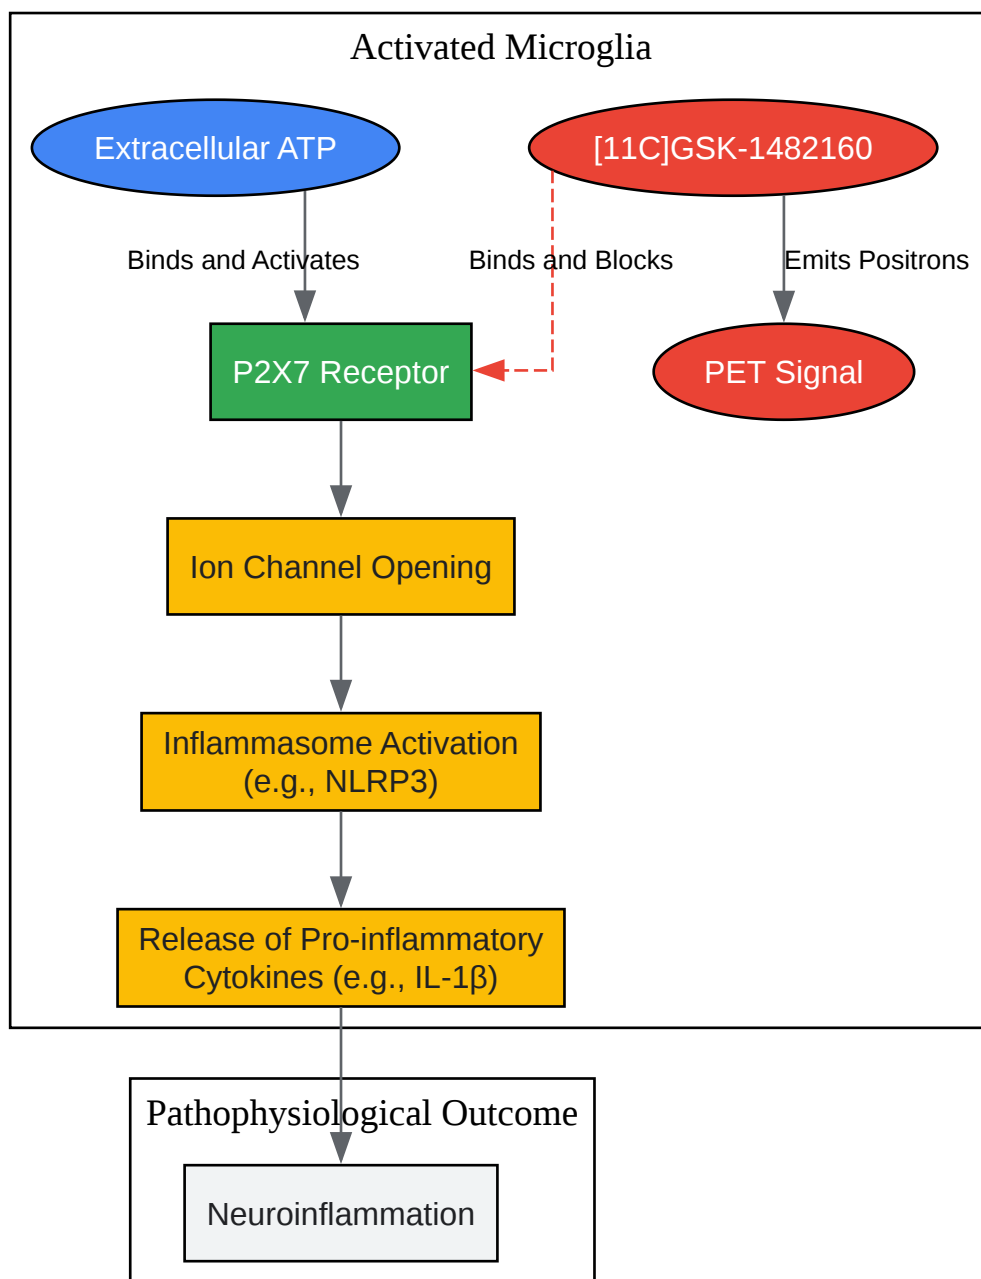 Activated Microglia
Extracellular ATP
[11C]GSK-1482160
Binds and Activates
Binds and Blocks
Emits Positrons
P2X7 Receptor
PET Signal
Ion Channel Opening
Inflammasome Activation
(e.g., NLRP3)
Release of Pro-inflammatory
Cytokines (e.g., IL-1β)
Pathophysiological Outcome
Neuroinflammation